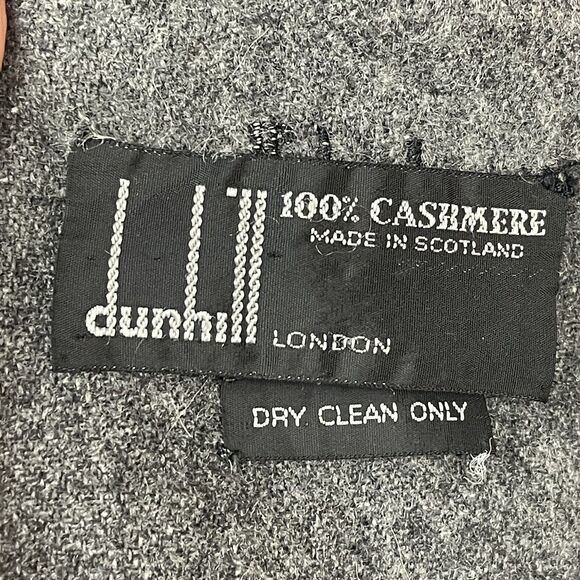 100% CASHMERE
MADE IN SCOTLAND
dunhill
LONDON
DRY CLEAN ONLY